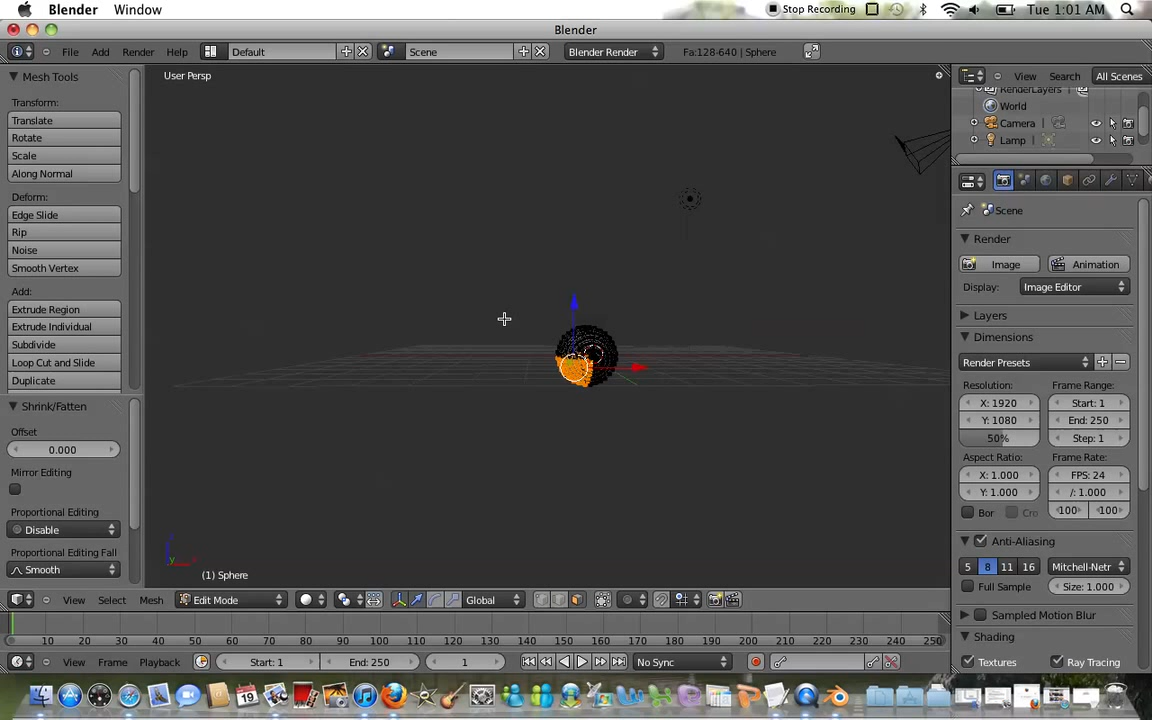 Blender Window Stop Recording Tue 1:01 AM
Blender
File Add Render Help Default Scene Blender Render Fa:128-640 | Sphere
Mesh Tools
Transform:
Translate
Rotate
Scale
Along Normal
Deform:
Edge Slide
Rip
Noise
Smooth Vertex
Add:
Extrude Region
Extrude Individual
Subdivide
Loop Cut and Slide
Duplicate
Shrink/Fatten
Offset
0.000
Mirror Editing
Proportional Editing
Disable
Proportional Editing Fall
Smooth
User Persp
(1) Sphere
View Select Mesh Edit Mode Global
View Search All Scenes
RenderLayers
World
Camera
Lamp
Scene
Render
Image Animation
Display: Image Editor
Layers
Dimensions
Render Presets
Resolution: Frame Range:
X: 1920 Start: 1
Y: 1080 End: 250
50% Step: 1
Aspect Ratio: Frame Rate:
X: 1.000 FPS: 24
Y: 1.000 /: 1.000
Bor Cro 100 100
Anti-Aliasing
5 8 11 16 Mitchell-Netr
Full Sample Size: 1.000
Sampled Motion Blur
Shading
Textures Ray Tracing
0 10 20 30 40 50 60 70 80 90 100 110 120 130 140 150 160 170 180 190 200 210 220 230 250
View Frame Playback Start: 1 End: 250 1 No Sync
19